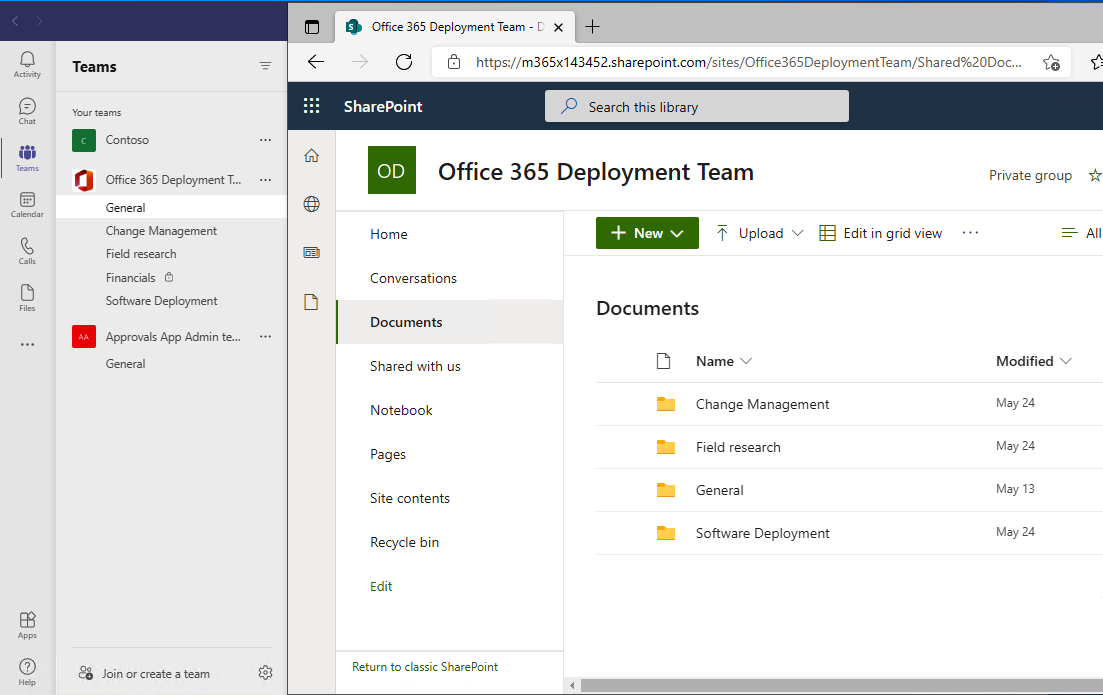 Activity
Chat
Teams
Calendar
Calls
Files
Apps
Help
Teams
Your teams
C
Contoso
Office 365 Deployment T...
General
Change Management
Field research
Financials
Software Deployment
AA
Approvals App Admin te...
General
Join or create a team
Office 365 Deployment Team - D
https://m365x143452.sharepoint.com/sites/Office365DeploymentTeam/Shared%20Doc...
SharePoint
Search this library
OD
Office 365 Deployment Team
Private group
Home
Conversations
Documents
Shared with us
Notebook
Pages
Site contents
Recycle bin
Edit
Return to classic SharePoint
New
Upload
Edit in grid view
All
Documents
Name
Modified
Change Management
May 24
Field research
May 24
General
May 13
Software Deployment
May 24